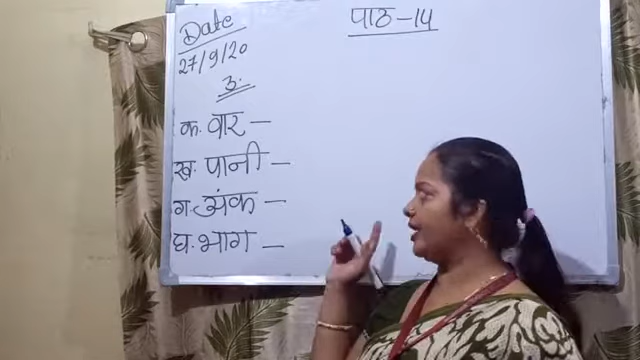 Date
पाठ-14
27/9/20
3.
क. वार -
ख. पानी -
ग. अंक -
घ. भाग -